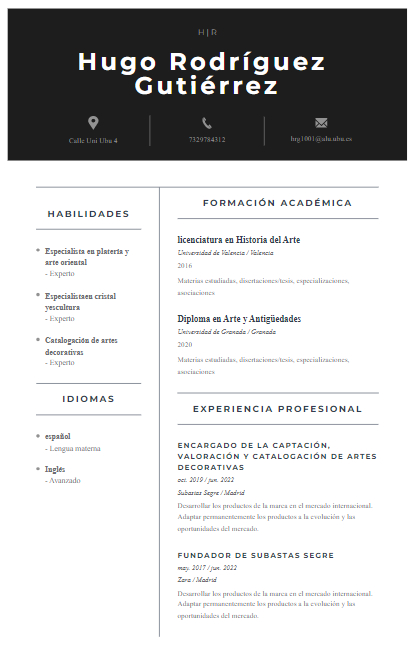 H|R
Hugo Rodríguez
Gutiérrez
Calle Uni Ubu 4
7329784312
hrg1001@alu.ubu.es
HABILIDADES
Especialista en platería y
arte oriental
- Experto
Especialistaen cristal
yescultura
- Experto
Catalogación de artes
decorativas
- Experto
IDIOMAS
español
- Lengua materna
Inglés
- Avanzado
FORMACIÓN ACADÉMICA
licenciatura en Historia del Arte
Universidad de Valencia / Valencia
2016
Materias estudiadas, disertaciones/tesis, especializaciones,
asociaciones
Diploma en Arte y Antigüedades
Universidad de Granada / Granada
2020
Materias estudiadas, disertaciones/tesis, especializaciones,
asociaciones
EXPERIENCIA PROFESIONAL
ENCARGADO DE LA CAPTACIÓN,
VALORACIÓN Y CATALOGACIÓN DE ARTES
DECORATIVAS
oct. 2019 / jun. 2022
Subastas Segre / Madrid
Desarrollar los productos de la marca en el mercado internacional.
Adaptar permanentemente los productos a la evolución y las
oportunidades del mercado.
FUNDADOR DE SUBASTAS SEGRE
may. 2017 / jun. 2022
Zara / Madrid
Desarrollar los productos de la marca en el mercado internacional.
Adaptar permanentemente los productos a la evolución y las
oportunidades del mercado.